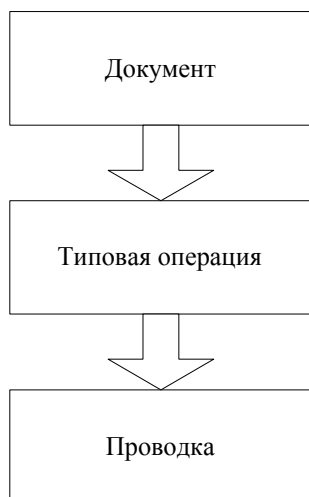 Документ
Типовая операция
Проводка